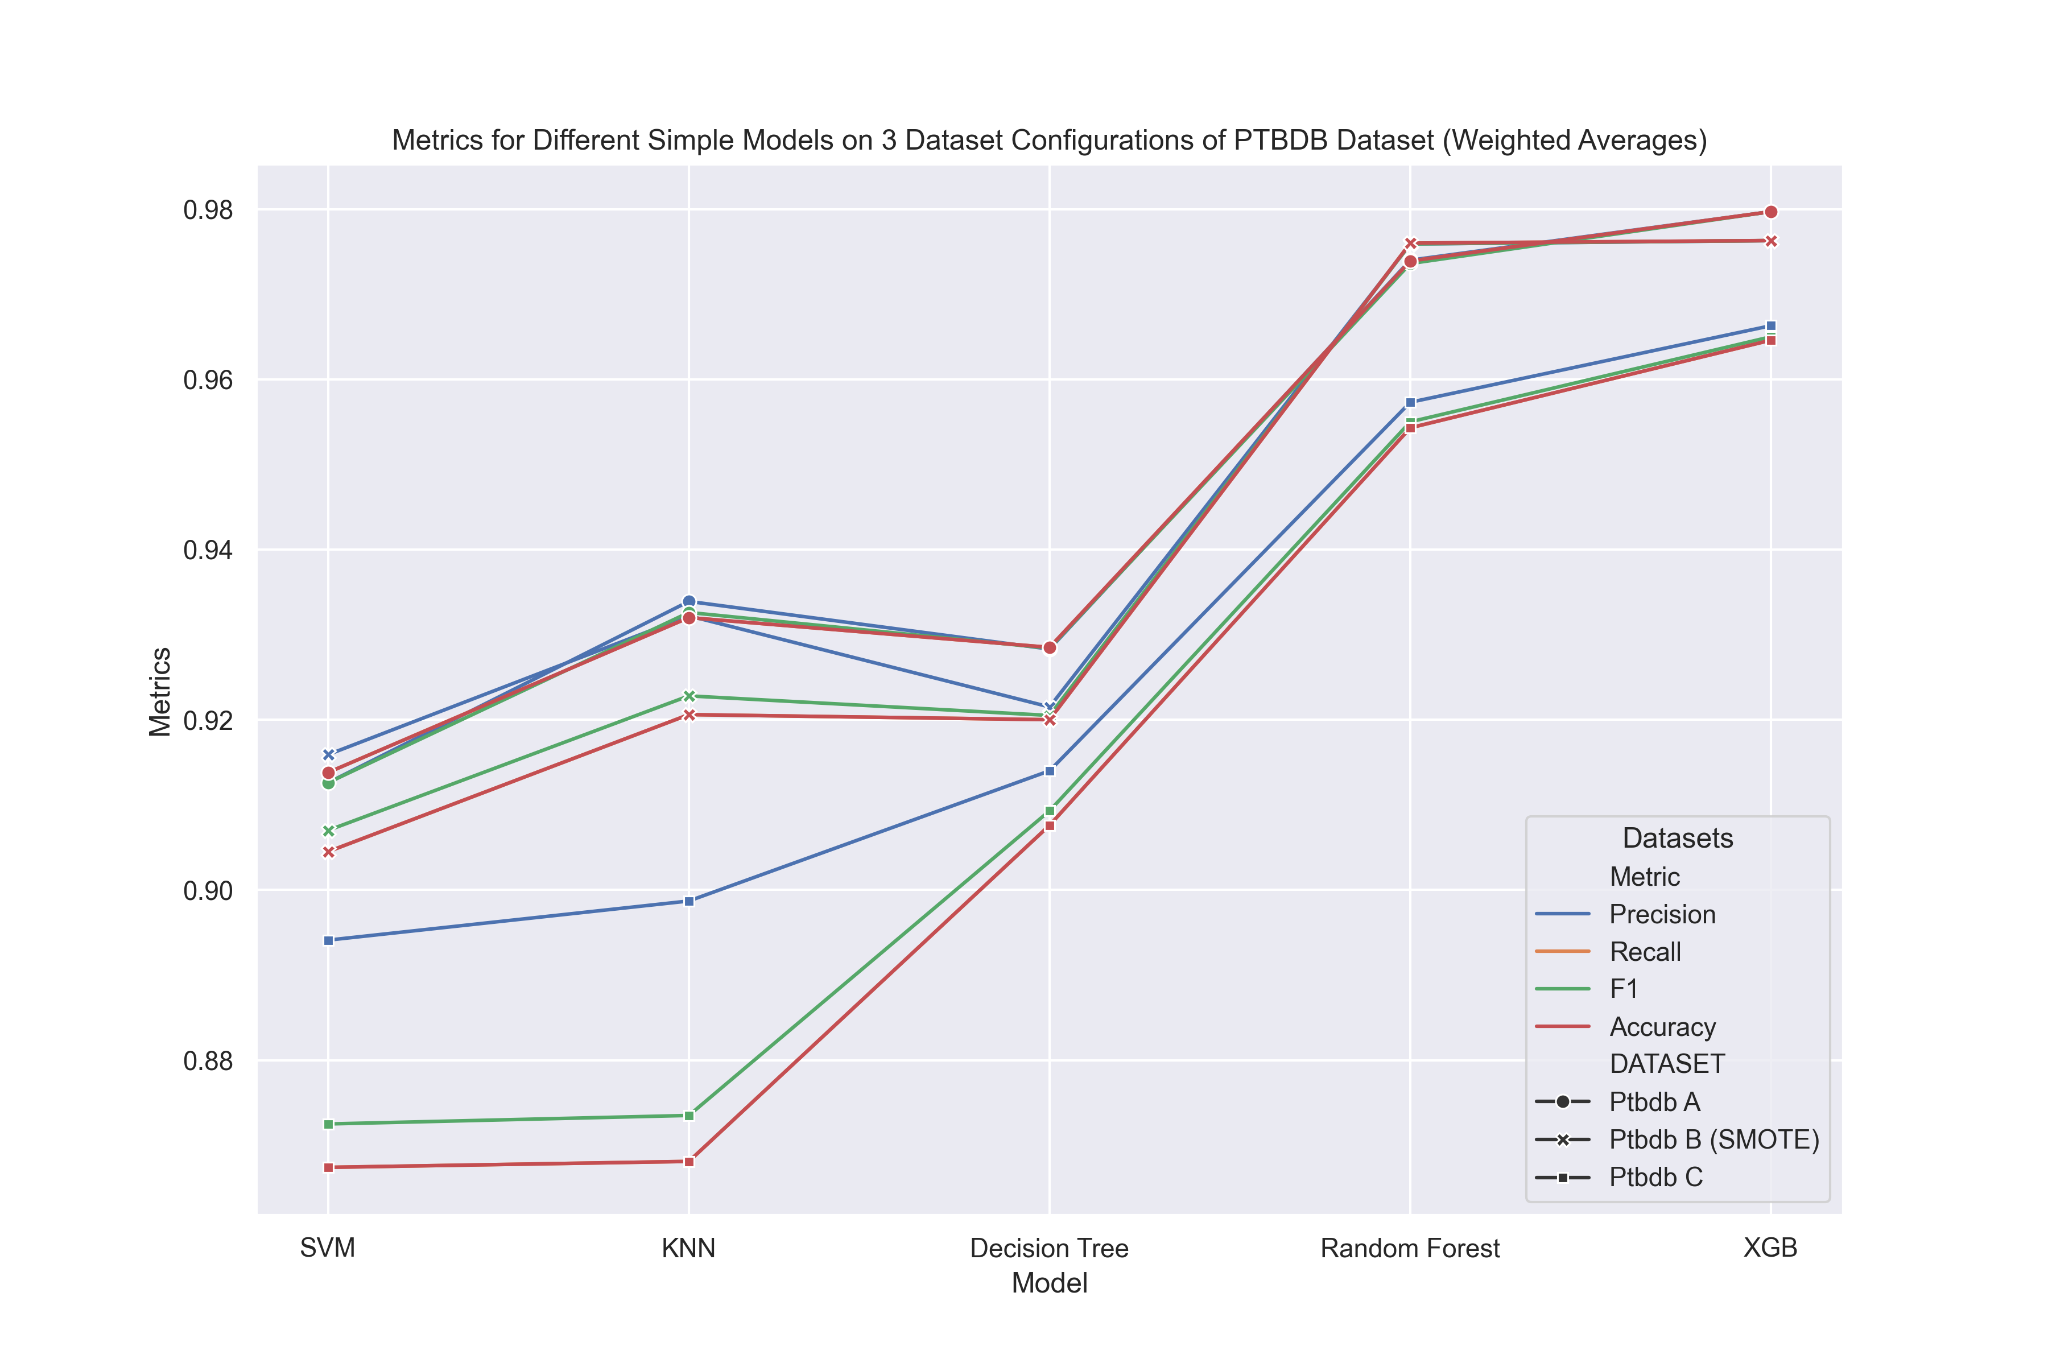 Metrics for Different Simple Models on 3 Dataset Configurations of PTBDB Dataset (Weighted Averages)
0.98
0.96
0.94
0.92
0.90
0.88
Metrics
SVM
KNN
Decision Tree
Random Forest
XGB
Model
Datasets
Metric
Precision
Recall
F1
Accuracy
DATASET
Ptbdb A
Ptbdb B (SMOTE)
Ptbdb C